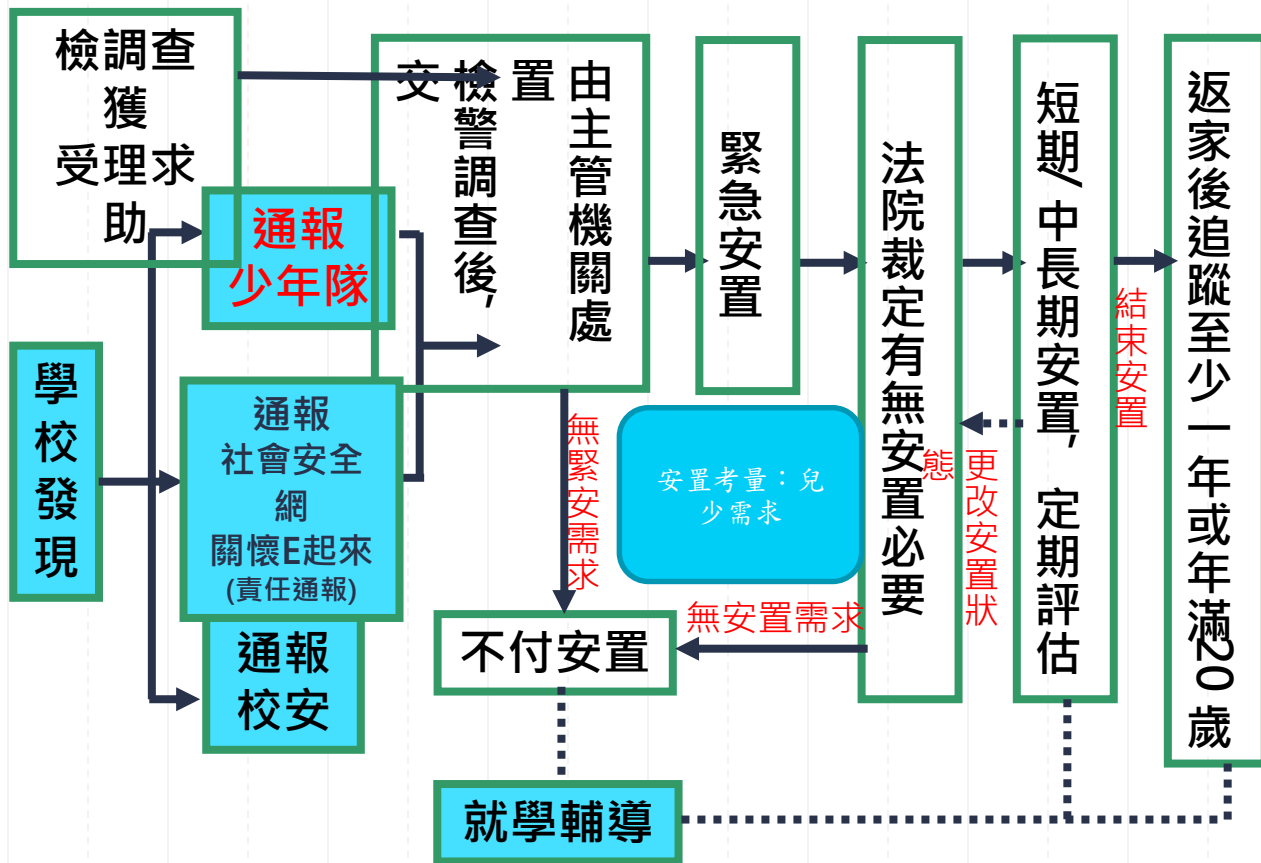 檢調查
獲
受理求
助
學校發現
通報
少年隊
通報
社會安全
網
關懷E起來
(責任通報)
通報
校安
由主管機關處
置
檢警調查後,
交
無緊安需求
緊急安置
安置考量：兒
少需求
法院裁定有無安置必要
無安置需求
不付安置
短期/中長期安置, 定期評估
更改安置狀
態
結束安置
返家後追蹤至少一年或年滿20歲
就學輔導